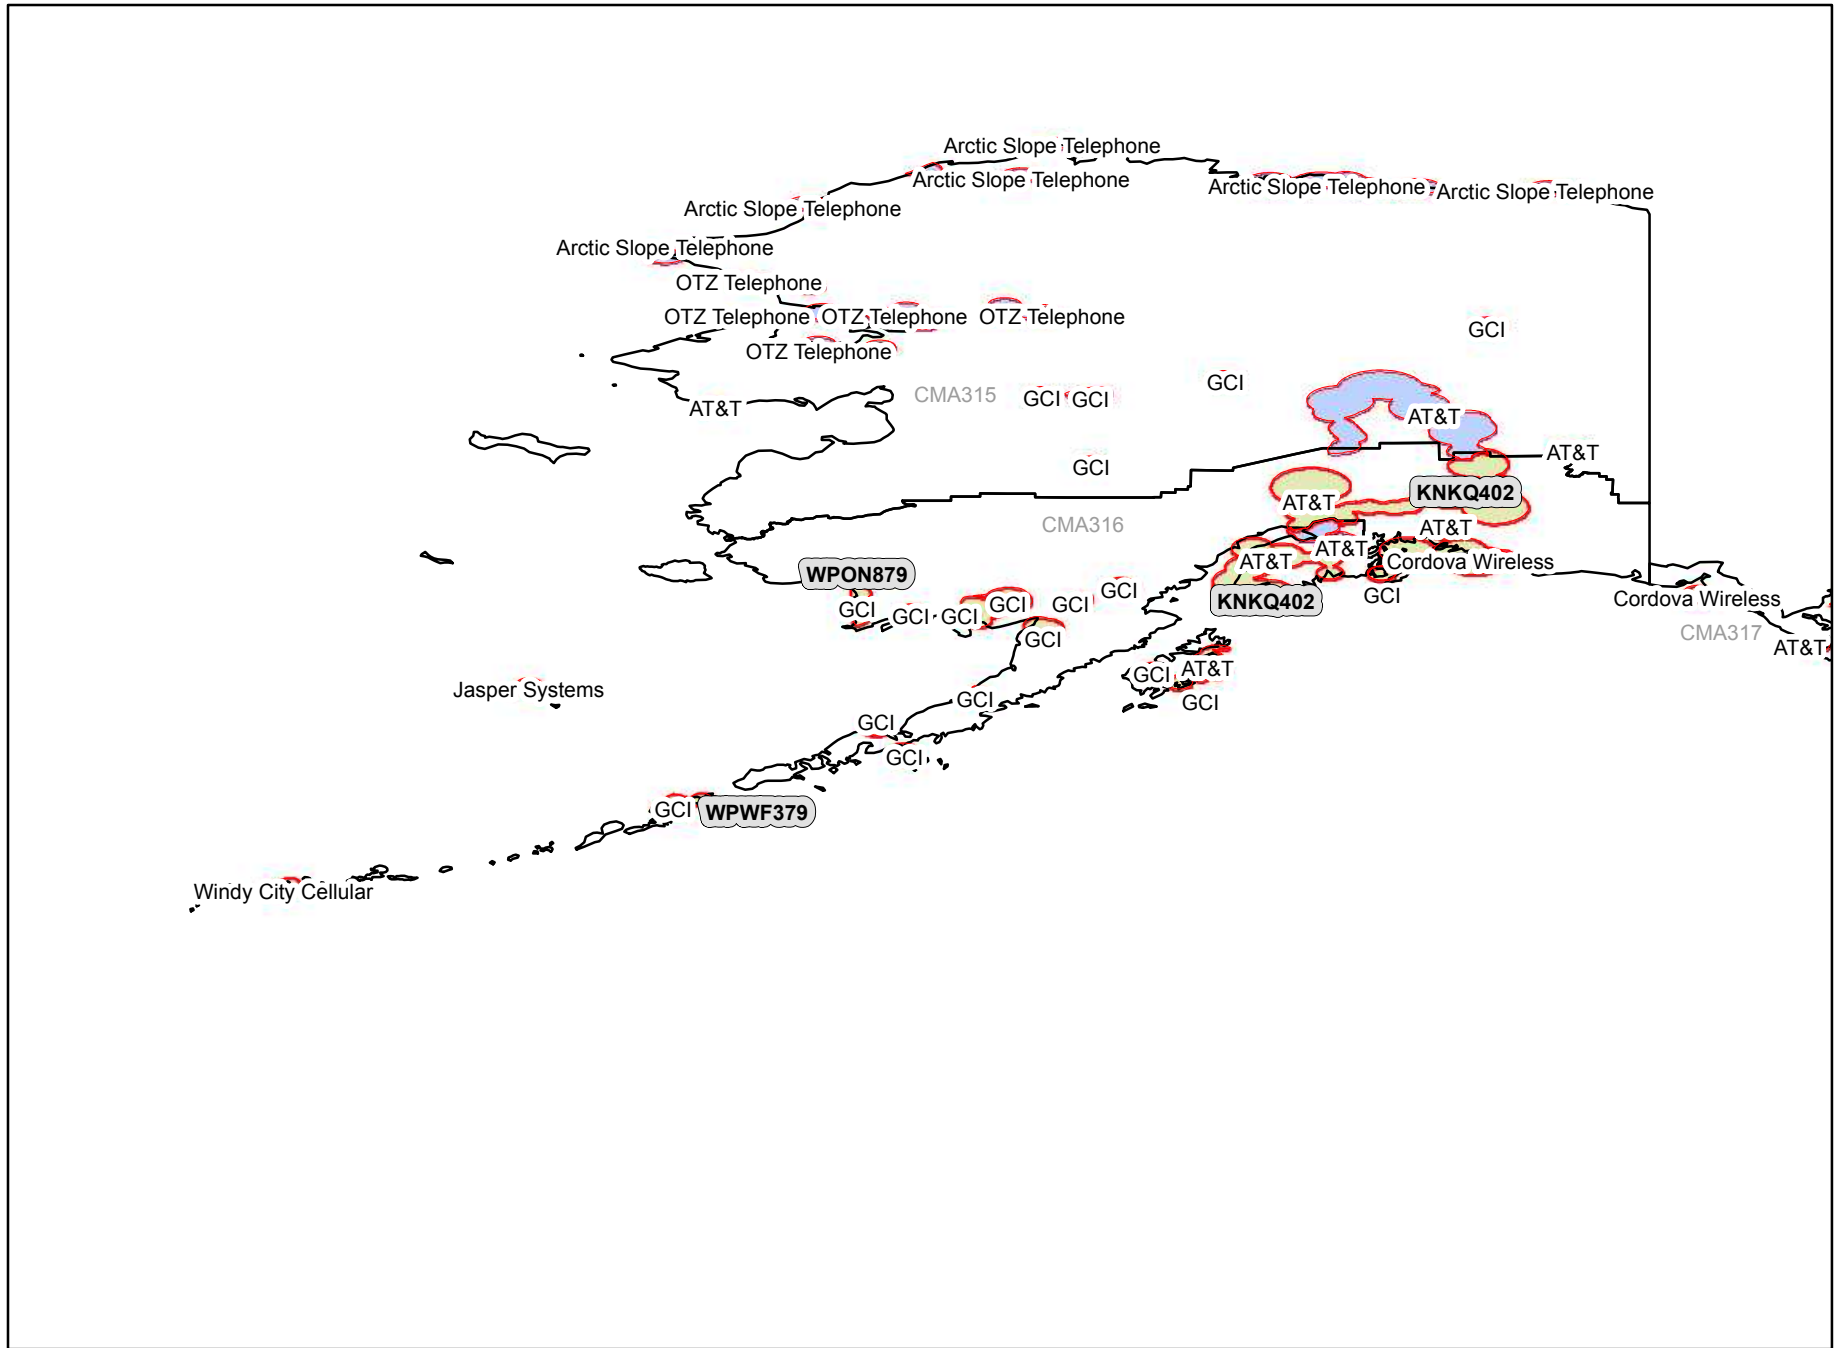 Arctic Slope Telephone
Arctic Slope Telephone
Arctic Slope Telephone
Arctic Slope Telephone
Arctic Slope Telephone
Arctic Slope Telephone
OTZ Telephone
OTZ Telephone
OTZ Telephone
OTZ Telephone
GCI
OTZ Telephone
GCI
CMA315
GCI
GCI
AT&T
AT&T
AT&T
GCI
KNKQ402
AT&T
CMA316
AT&T
AT&T
AT&T
Cordova Wireless
WPON879
GCI
GCI
Cordova Wireless
KNKQ402
GCI
GCI
GCI
GCI
GCI
CMA317
GCI
AT&T
AT&T
GCI
Jasper Systems
GCI
GCI
GCI
GCI
GCI
WPWF379
Windy City Cellular